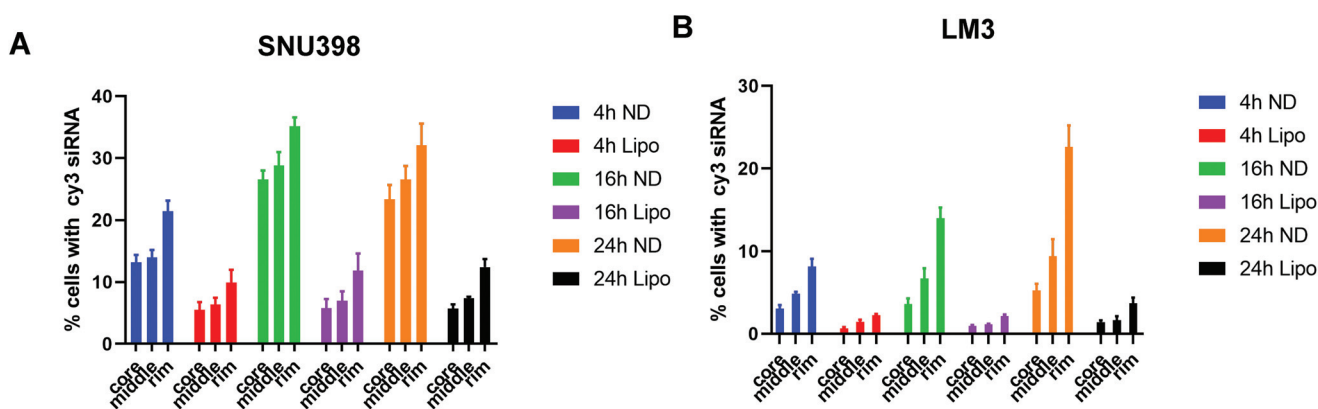 A
SNU398
% cells with cy3 siRNA
40
30
20
10
0
core
middle
rim
core
middle
rim
core
middle
rim
core
middle
rim
core
middle
rim
core
middle
rim
4h ND
4h Lipo
16h ND
16h Lipo
24h ND
24h Lipo
B
LM3
% cells with cy3 siRNA
30
20
10
0
core
middle
rim
core
middle
rim
core
middle
rim
core
middle
rim
core
middle
rim
core
middle
rim
4h ND
4h Lipo
16h ND
16h Lipo
24h ND
24h Lipo